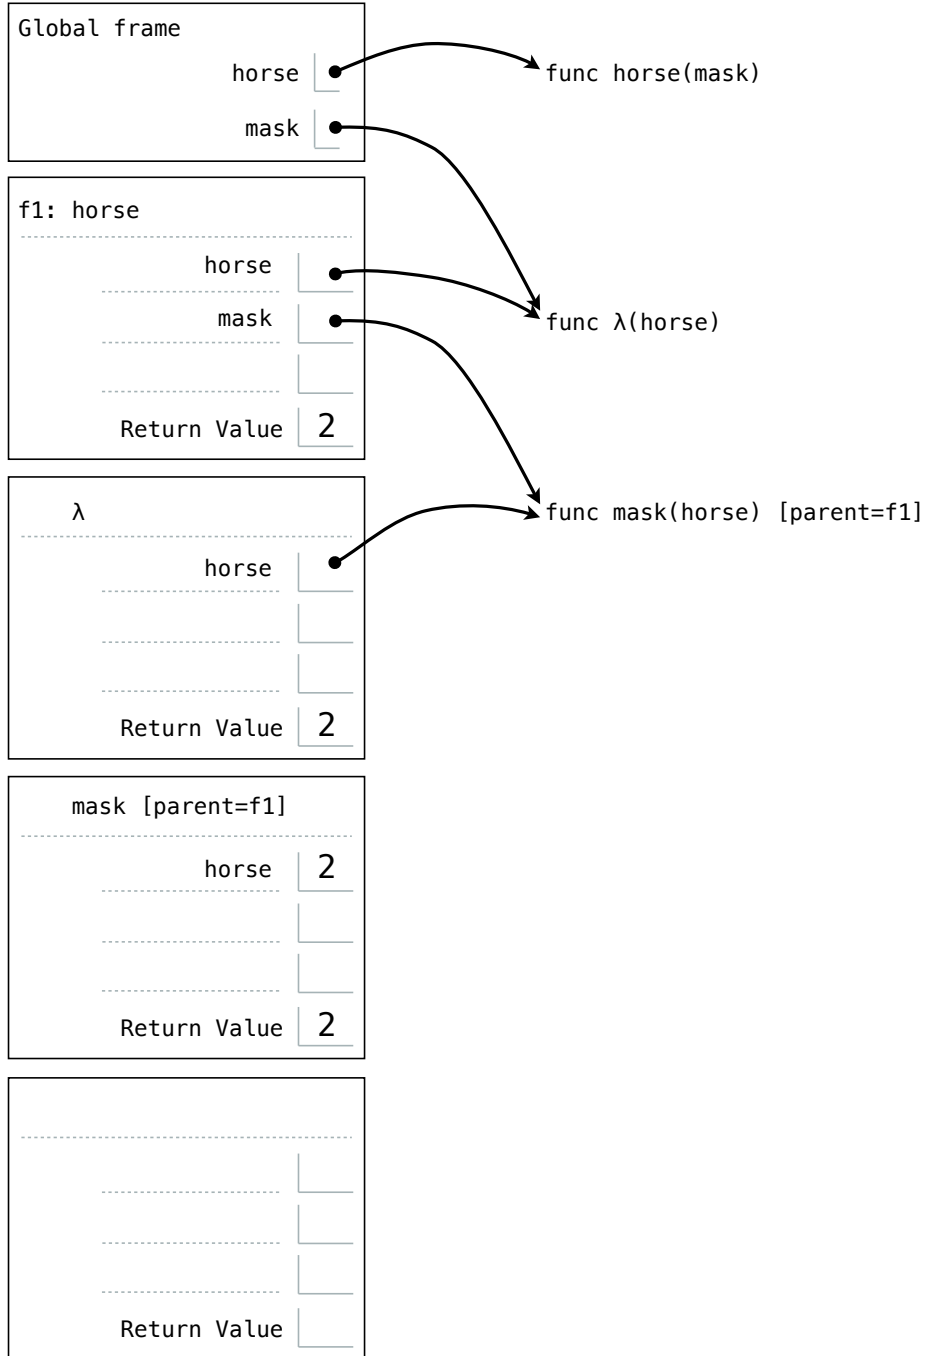 Global frame
horse
func horse(mask)
mask
f1: horse
horse
func λ(horse)
mask
Return Value 2
λ
func mask(horse) [parent=f1]
horse
Return Value 2
mask [parent=f1]
horse 2
Return Value 2
Return Value